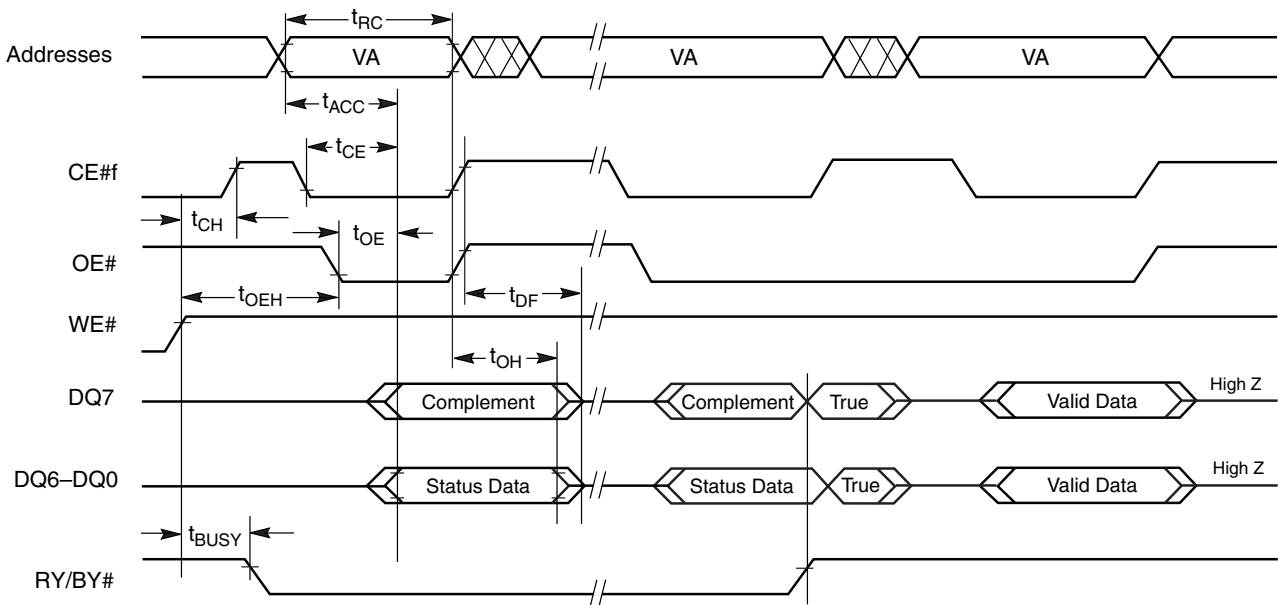 tRC
Addresses VA VA VA
tACC
tCE
CE#f
tCH tOE
OE#
tOEH tDF
WE#
tOH
DQ7 Complement Complement True Valid Data High Z
DQ6–DQ0 Status Data Status Data True Valid Data High Z
tBUSY
RY/BY#